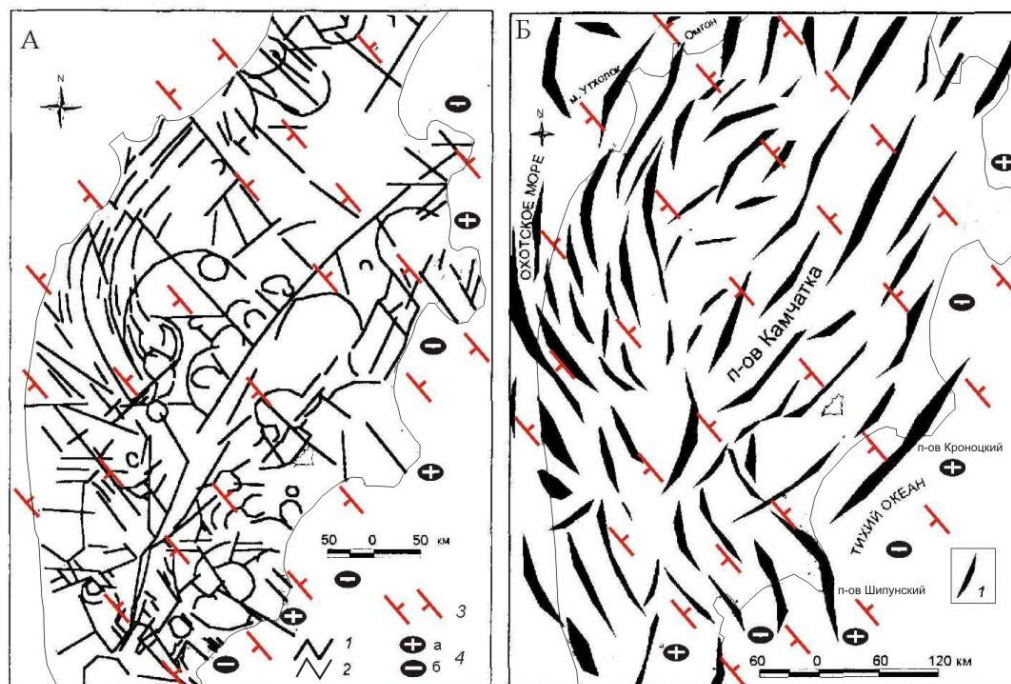 А
N
50 0 50 км
1
2
3
а
б
4
Б
Омгон
м. Утхолок
N
ОХОТСКОЕ МОРЕ
п-ов Камчатка
п-ов Кроноцкий
ТИХИЙ ОКЕАН
1
п-ов Шипунский
60 0 60 120 км